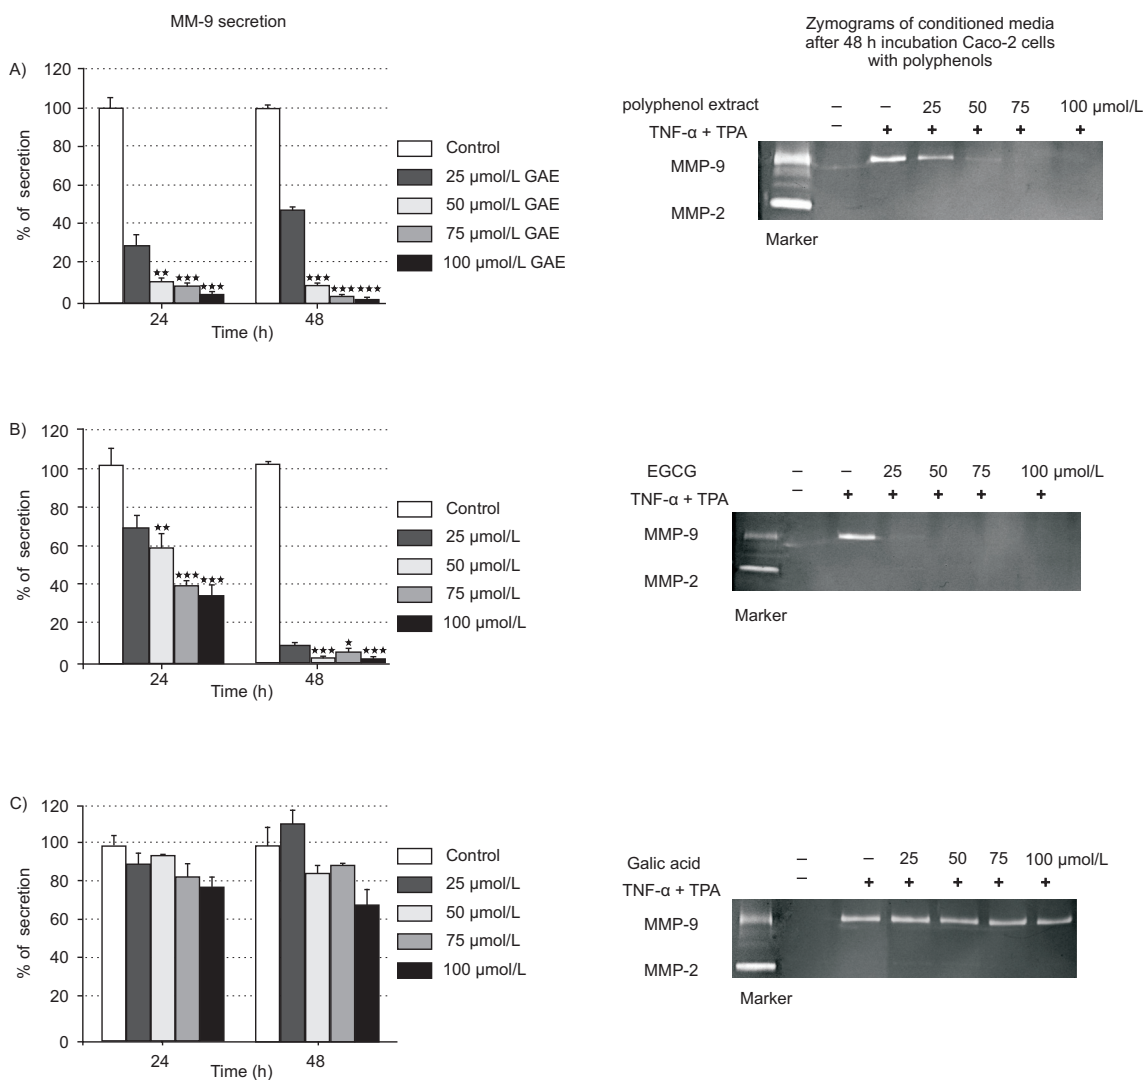 MM-9 secretion
Zymograms of conditioned media
after 48 h incubation Caco-2 cells
with polyphenols
A)
% of secretion
120
100
80
60
40
20
0
24
48
Time (h)
★★
★★★
★★★
★★★
★★★
★★★
Control
25 µmol/L GAE
50 µmol/L GAE
75 µmol/L GAE
100 µmol/L GAE
polyphenol extract – – 25 50 75 100 µmol/L
TNF-α + TPA – + + + + +
MMP-9
MMP-2
Marker
B)
% of secretion
120
100
80
60
40
20
0
24
48
Time (h)
★★
★★★
★★★
★★★
★
★★★
Control
25 µmol/L
50 µmol/L
75 µmol/L
100 µmol/L
EGCG – – 25 50 75 100 µmol/L
TNF-α + TPA – + + + + +
MMP-9
MMP-2
Marker
C)
% of secretion
120
100
80
60
40
20
0
24
48
Time (h)
Control
25 µmol/L
50 µmol/L
75 µmol/L
100 µmol/L
Galic acid – – 25 50 75 100 µmol/L
TNF-α + TPA – + + + + +
MMP-9
MMP-2
Marker